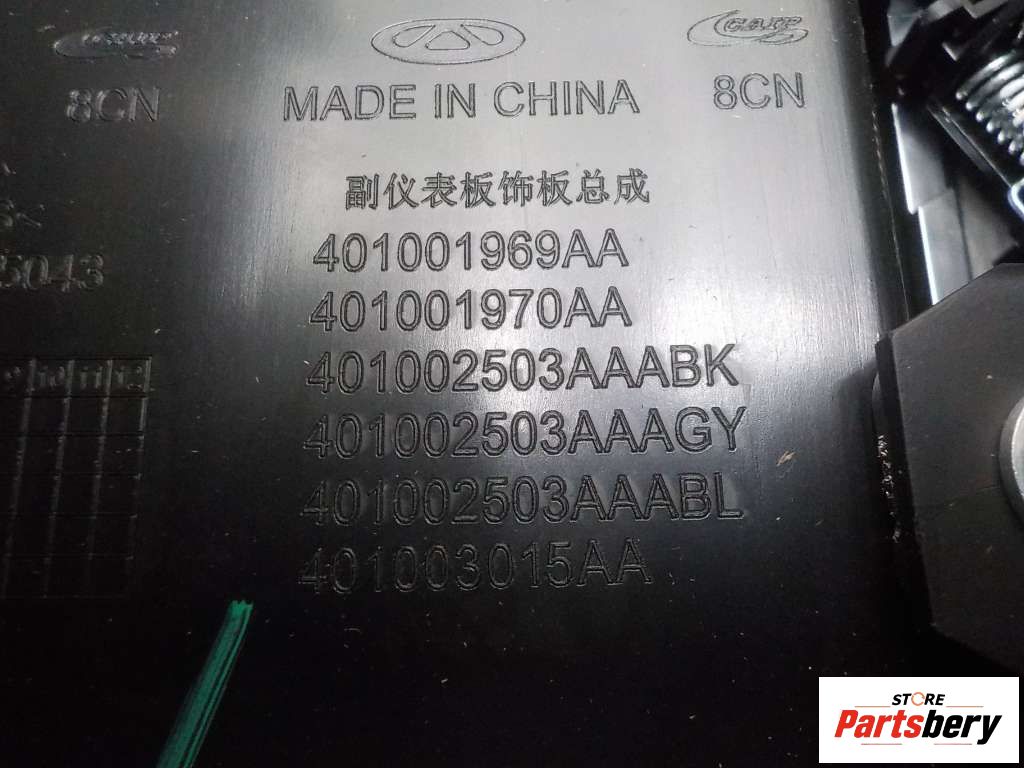 8CN MADE IN CHINA 8CN
副仪表板饰板总成
401001969AA
401001970AA
5043
401002503AAABK
401002503AAAGY
401002503AAABL
401003015AA
STORE
Partsbery